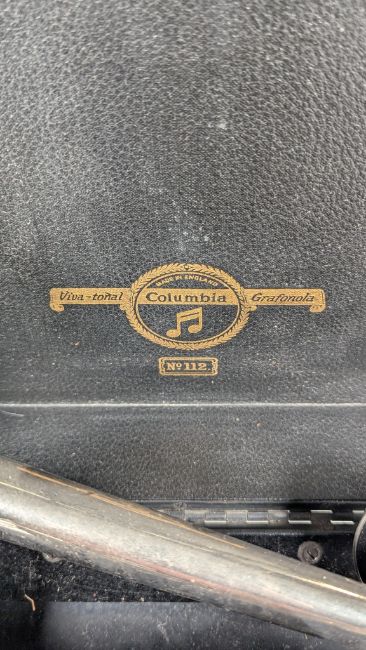 MADE IN ENGLAND
Viva-tonal Columbia Grafonola
No 112.